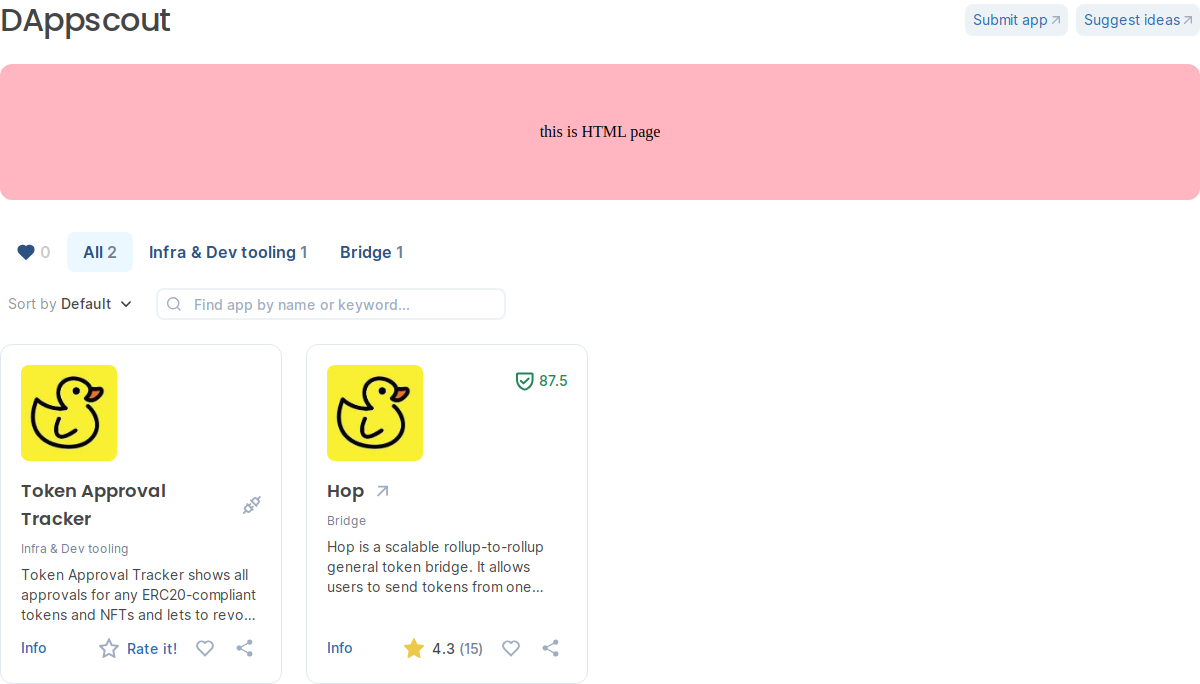 DAppscout
Submit app
Suggest ideas
this is HTML page
0
All 2
Infra & Dev tooling 1
Bridge 1
Sort by Default
Find app by name or keyword...
Token Approval
Tracker
Infra & Dev tooling
Token Approval Tracker shows all
approvals for any ERC20-compliant
tokens and NFTs and lets to revo...
Info
Rate it!
87.5
Hop
Bridge
Hop is a scalable rollup-to-rollup
general token bridge. It allows
users to send tokens from one...
Info
4.3 (15)